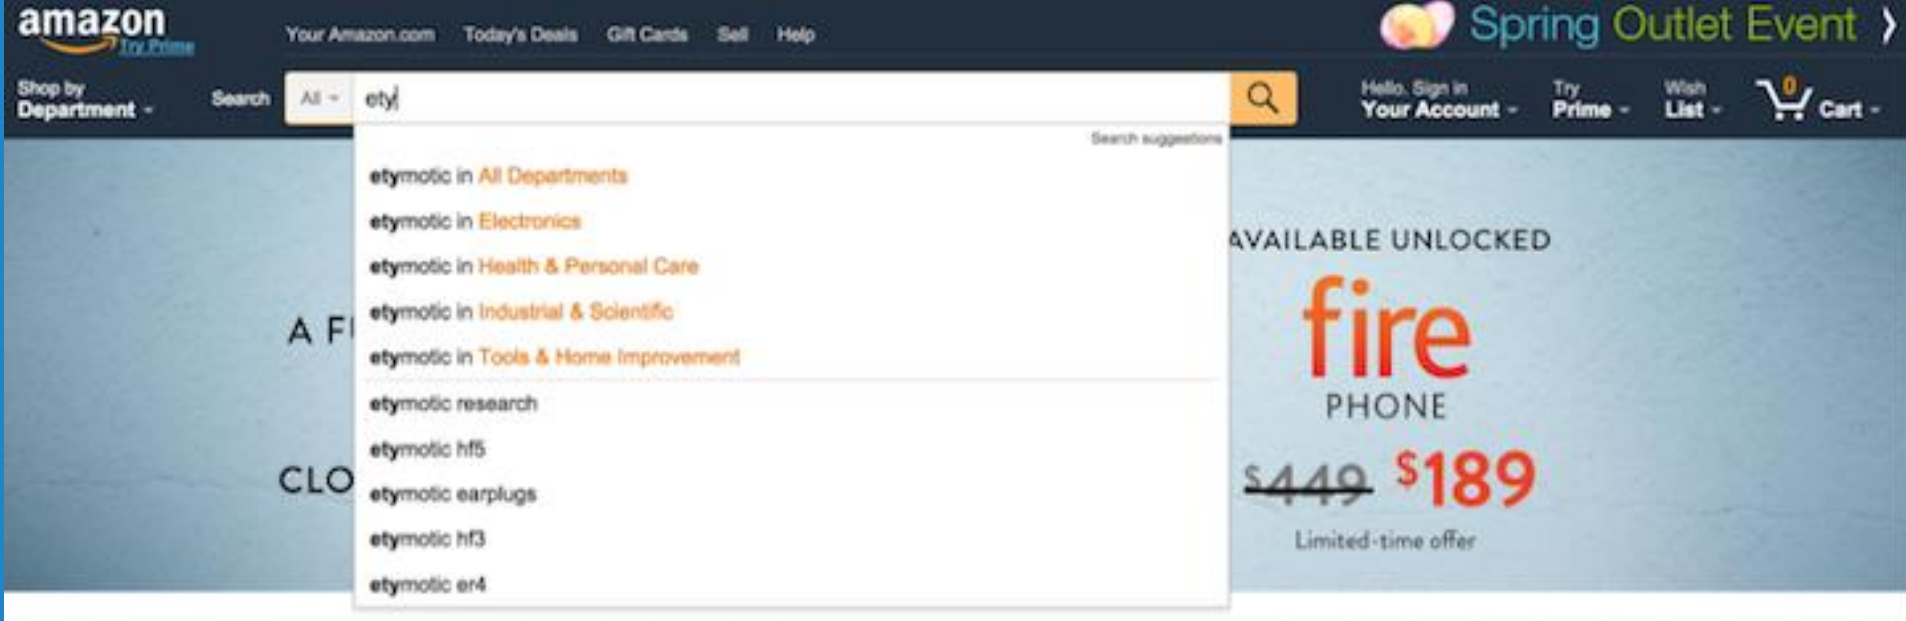 amazon
Try Prime
Your Amazon.com Today's Deals Gift Cards Sell Help
Spring Outlet Event
Shop by
Department
Search All ety
Hello. Sign in
Your Account
Try
Prime
Wish
List
0
Cart
Search suggestions
etymotic in All Departments
etymotic in Electronics
etymotic in Health & Personal Care
etymotic in Industrial & Scientific
etymotic in Tools & Home Improvement
etymotic research
etymotic hf5
etymotic earplugs
etymotic hf3
etymotic er4
A
CLO
AVAILABLE UNLOCKED
fire
PHONE
$449 $189
Limited-time offer